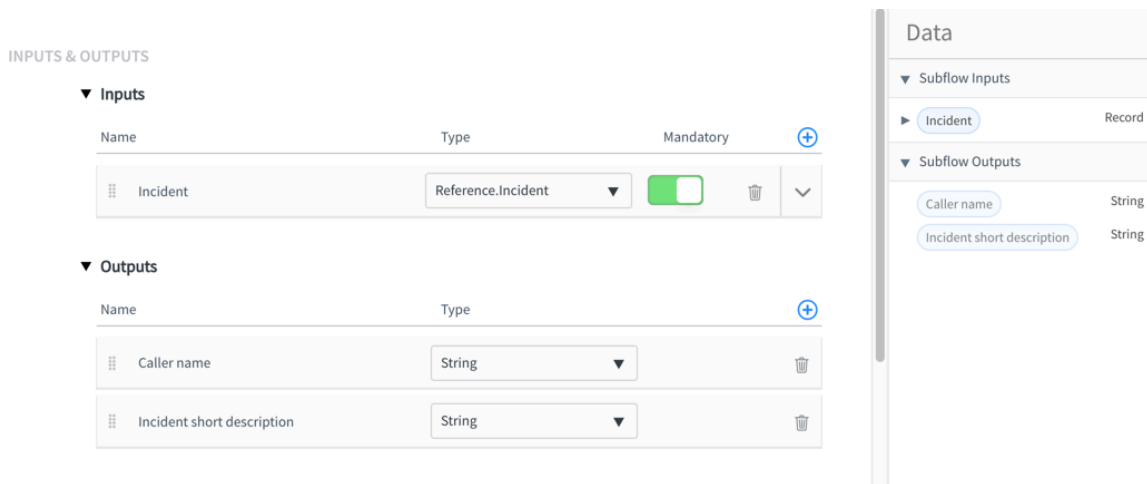 INPUTS & OUTPUTS
Inputs
Name Type Mandatory
Incident Reference.Incident
Outputs
Name Type
Caller name String
Incident short description String
Data
Subflow Inputs
Incident Record
Subflow Outputs
Caller name String
Incident short description String